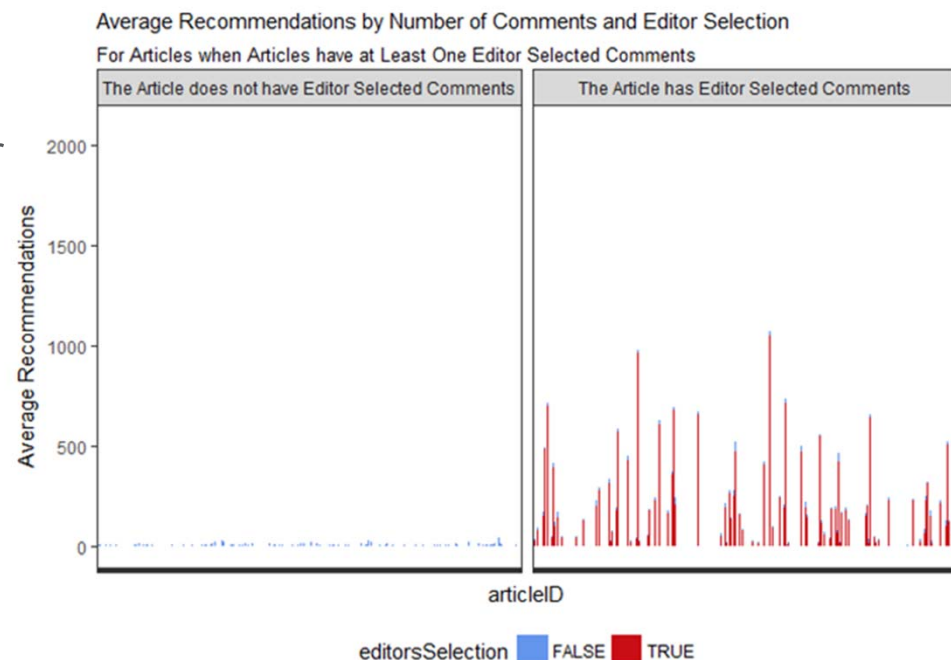 Average Recommendations by Number of Comments and Editor Selection
For Articles when Articles have at Least One Editor Selected Comments
The Article does not have Editor Selected Comments
The Article has Editor Selected Comments
Average Recommendations
2000
1500
1000
500
0
articleID
editorsSelection FALSE TRUE